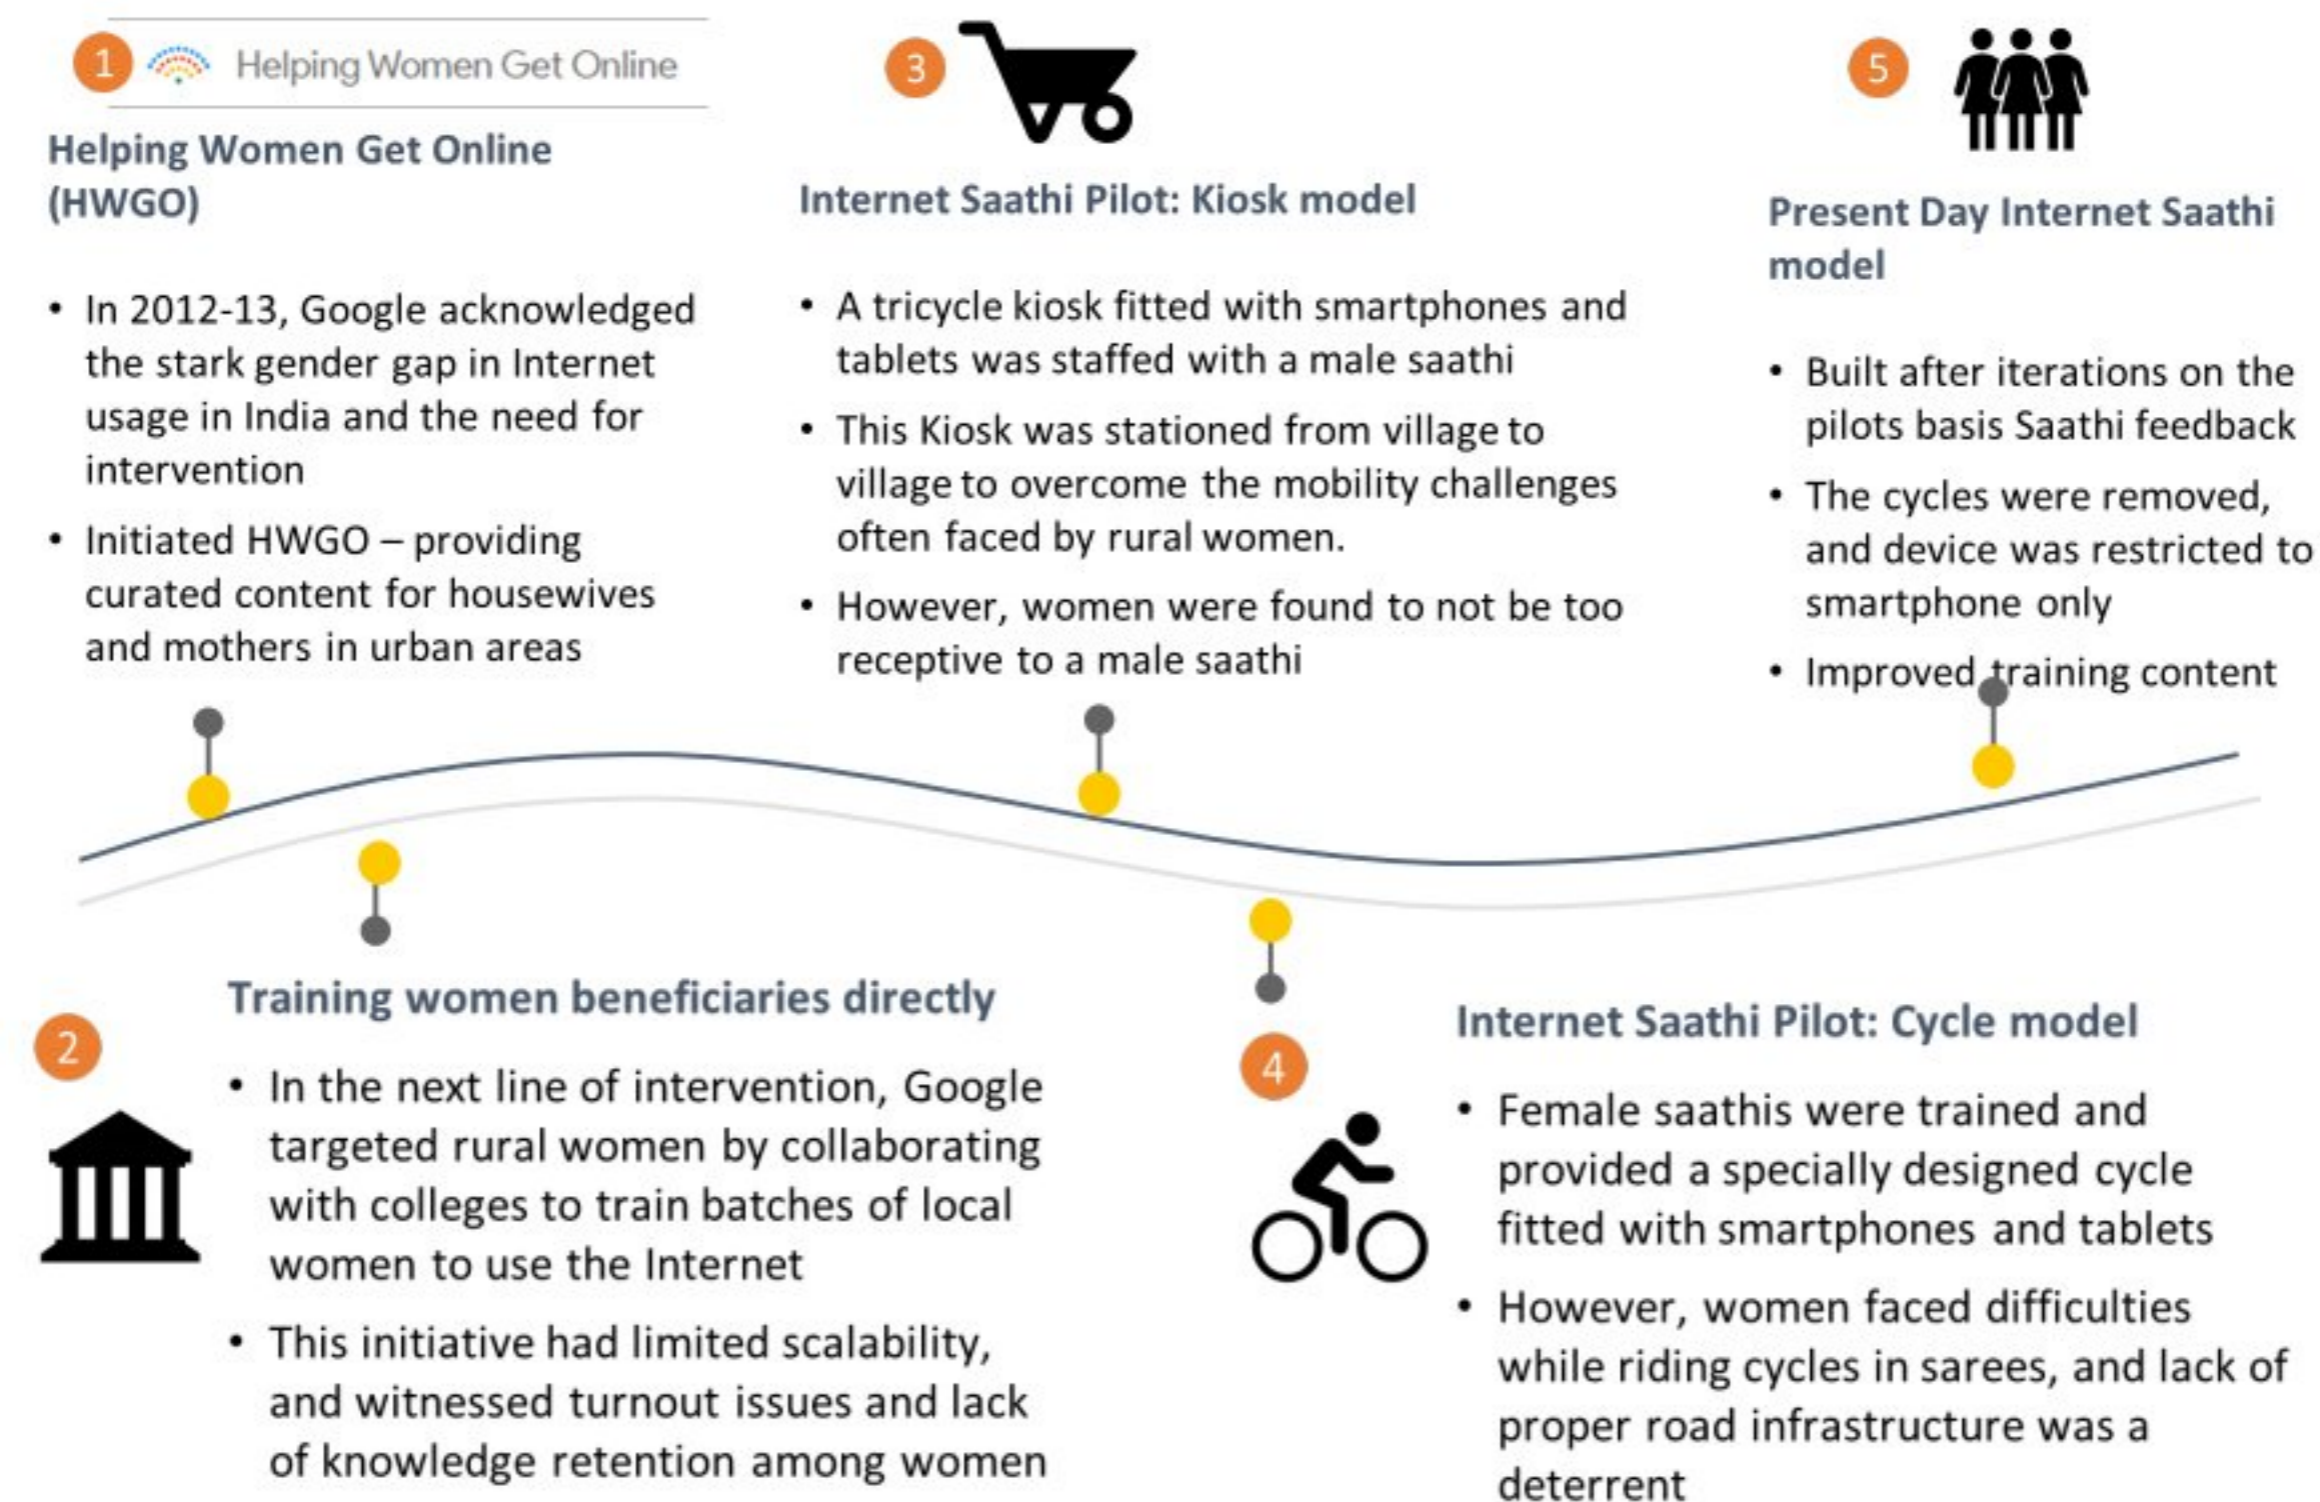 1
Helping Women Get Online
Helping Women Get Online
(HWGO)
• In 2012-13, Google acknowledged
the stark gender gap in Internet
usage in India and the need for
intervention
• Initiated HWGO – providing
curated content for housewives
and mothers in urban areas
2
Training women beneficiaries directly
• In the next line of intervention, Google
targeted rural women by collaborating
with colleges to train batches of local
women to use the Internet
• This initiative had limited scalability,
and witnessed turnout issues and lack
of knowledge retention among women
3
Internet Saathi Pilot: Kiosk model
• A tricycle kiosk fitted with smartphones and
tablets was staffed with a male saathi
• This Kiosk was stationed from village to
village to overcome the mobility challenges
often faced by rural women.
• However, women were found to not be too
receptive to a male saathi
4
Internet Saathi Pilot: Cycle model
• Female saathis were trained and
provided a specially designed cycle
fitted with smartphones and tablets
• However, women faced difficulties
while riding cycles in sarees, and lack of
proper road infrastructure was a
deterrent
5
Present Day Internet Saathi
model
• Built after iterations on the
pilots basis Saathi feedback
• The cycles were removed,
and device was restricted to
smartphone only
• Improved training content